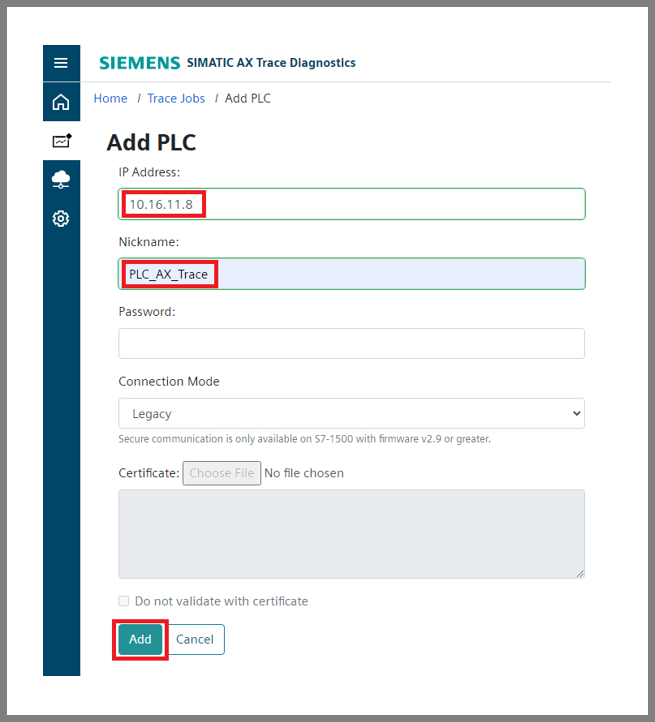 SIEMENS SIMATIC AX Trace Diagnostics
Home / Trace Jobs / Add PLC
Add PLC
IP Address:
10.16.11.8
Nickname:
PLC_AX_Trace
Password:
Connection Mode
Legacy
Secure communication is only available on S7-1500 with firmware v2.9 or greater.
Certificate: Choose File No file chosen
Do not validate with certificate
Add Cancel